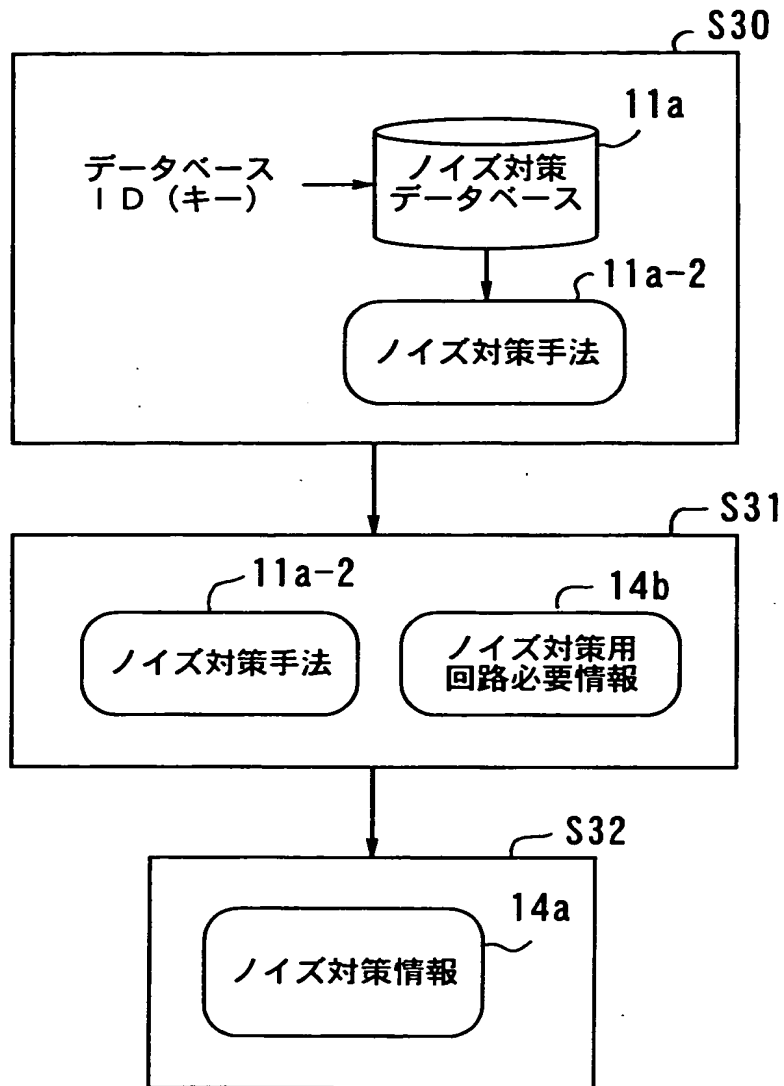 S30
11a
データベース
ID(キー)
ノイズ対策
データベース
11a-2
ノイズ対策手法
S31
11a-2
ノイズ対策手法
14b
ノイズ対策用
回路必要情報
S32
14a
ノイズ対策情報